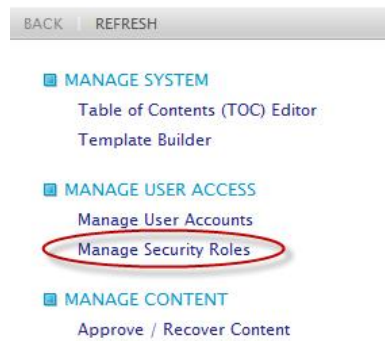 BACK REFRESH
MANAGE SYSTEM
Table of Contents (TOC) Editor
Template Builder
MANAGE USER ACCESS
Manage User Accounts
Manage Security Roles
MANAGE CONTENT
Approve / Recover Content